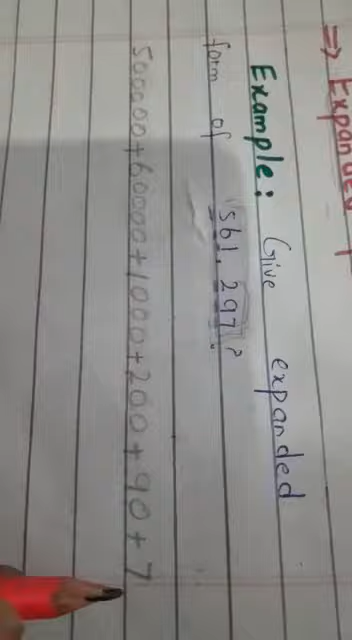 ⇒ Expanded f
Example: Give expanded
form of 561,297?
500000+60000+1000+200+90+7